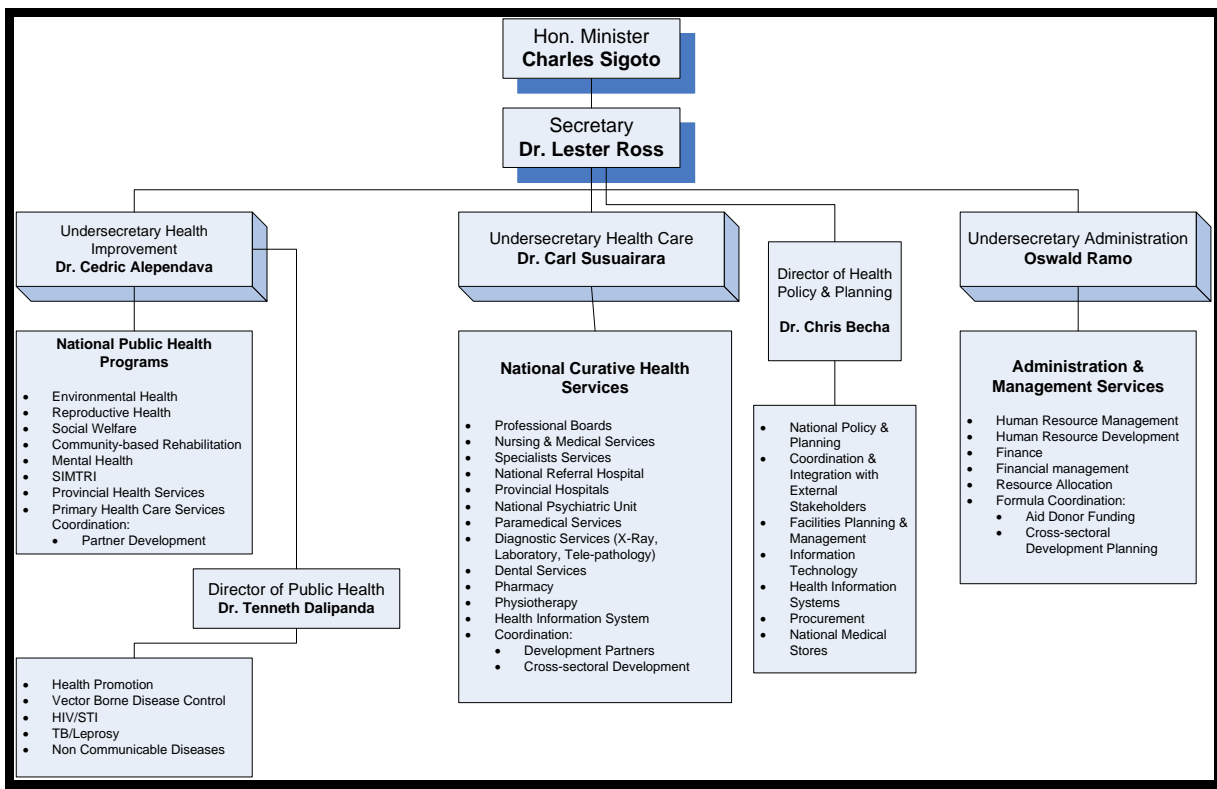 Hon. Minister
Charles Sigoto
Secretary
Dr. Lester Ross
Undersecretary Health
Improvement
Dr. Cedric Alependava
Undersecretary Health Care
Dr. Carl Susuairara
Director of Health
Policy & Planning
Dr. Chris Becha
Undersecretary Administration
Oswald Ramo
National Public Health
Programs
• Environmental Health
• Reproductive Health
• Social Welfare
• Community-based Rehabilitation
• Mental Health
• SIMTRI
• Provincial Health Services
• Primary Health Care Services
Coordination:
• Partner Development
Director of Public Health
Dr. Tenneth Dalipanda
• Health Promotion
• Vector Borne Disease Control
• HIV/STI
• TB/Leprosy
• Non Communicable Diseases
National Curative Health
Services
• Professional Boards
• Nursing & Medical Services
• Specialists Services
• National Referral Hospital
• Provincial Hospitals
• National Psychiatric Unit
• Paramedical Services
• Diagnostic Services (X-Ray,
Laboratory, Tele-pathology)
• Dental Services
• Pharmacy
• Physiotherapy
• Health Information System
• Coordination:
• Development Partners
• Cross-sectoral Development
• National Policy &
Planning
• Coordination &
Integration with
External
Stakeholders
• Facilities Planning &
Management
• Information
Technology
• Health Information
Systems
• Procurement
• National Medical
Stores
Administration &
Management Services
• Human Resource Management
• Human Resource Development
• Finance
• Financial management
• Resource Allocation
• Formula Coordination:
• Aid Donor Funding
• Cross-sectoral
Development Planning